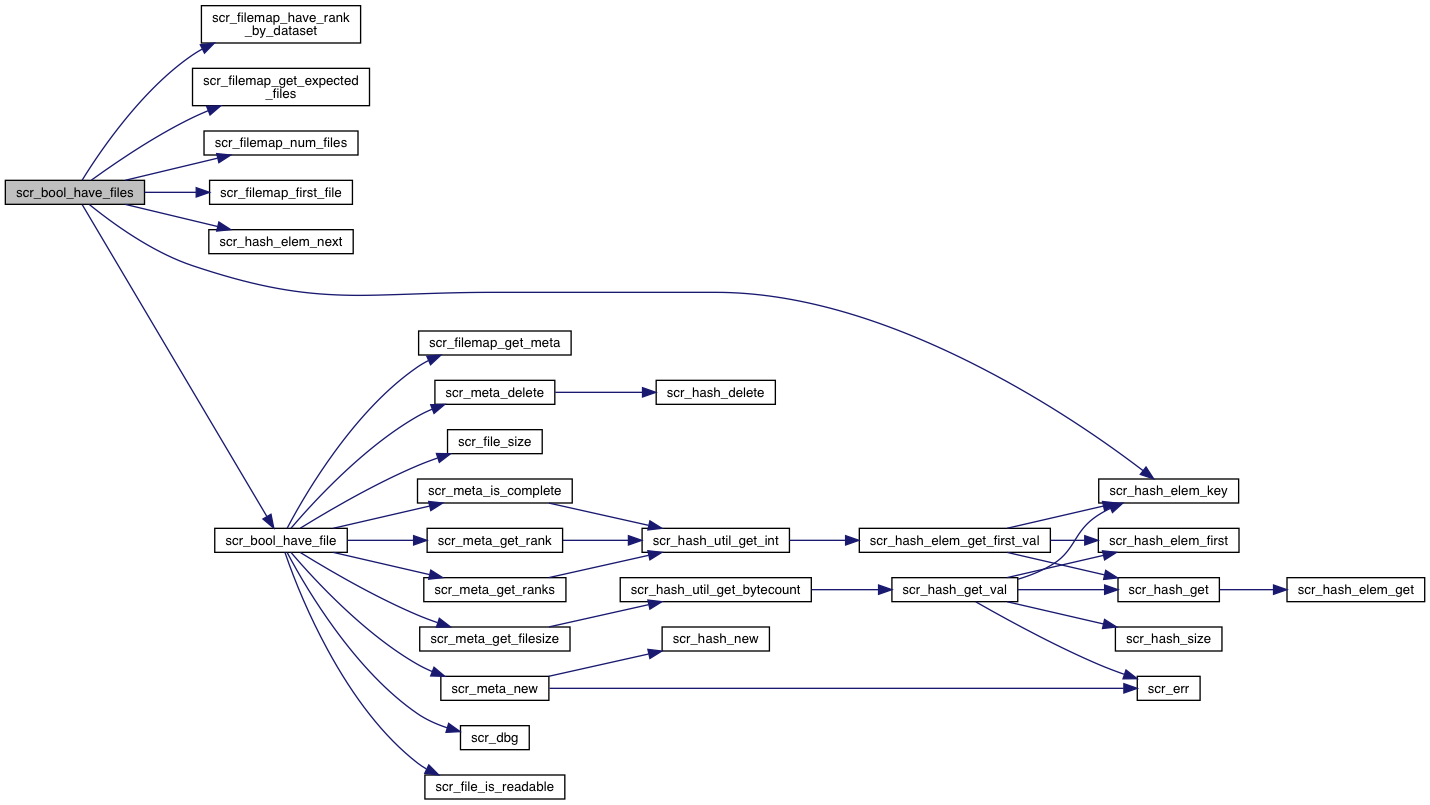 scr_filemap_have_rank
_by_dataset
scr_filemap_get_expected
_files
scr_filemap_num_files
scr_bool_have_files
scr_filemap_first_file
scr_hash_elem_next
scr_filemap_get_meta
scr_meta_delete
scr_hash_delete
scr_file_size
scr_meta_is_complete
scr_hash_elem_key
scr_bool_have_file
scr_meta_get_rank
scr_hash_util_get_int
scr_hash_elem_get_first_val
scr_hash_elem_first
scr_meta_get_ranks
scr_hash_util_get_bytecount
scr_hash_get_val
scr_hash_get
scr_hash_elem_get
scr_meta_get_filesize
scr_hash_new
scr_hash_size
scr_meta_new
scr_err
scr_dbg
scr_file_is_readable